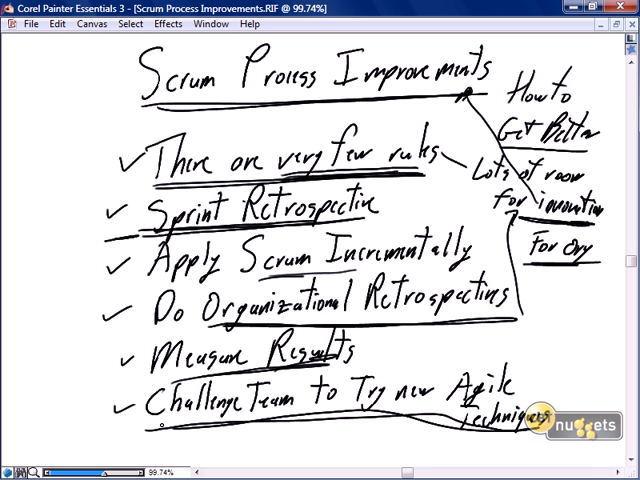 Corel Painter Essentials 3 - [Scrum Process Improvements.RIF @ 99.74%]
File Edit Canvas Effects Window Help
Scrum Process Improvements
How to
Get Better
There are very few rules
Lots of room
for innovation
Sprint Retrospective
For Org
Apply Scrum Incrementally
Do Organizational Retrospectives
Measure Results
Challenge Team to Try new Agile
Techniques
nuggets
99.74%